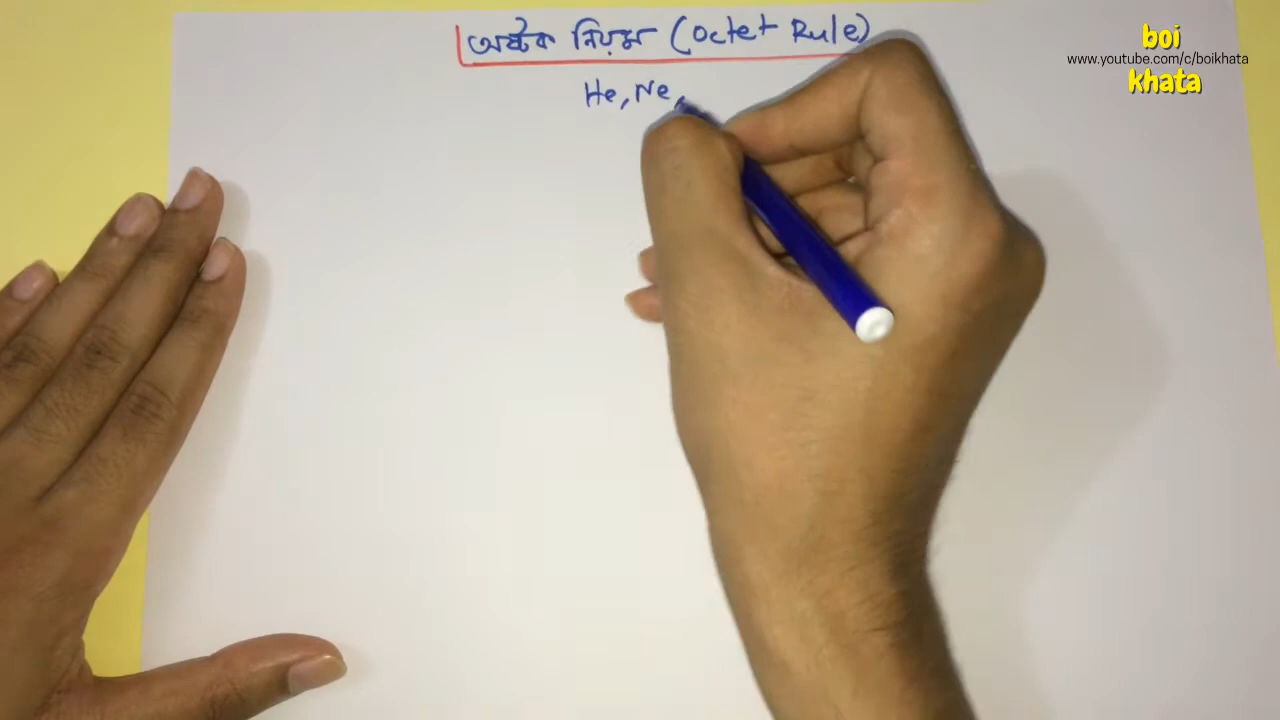 অষ্টক নিয়ম (Octet Rule)
He, Ne,
boi
www.youtube.com/c/boikhata
khata